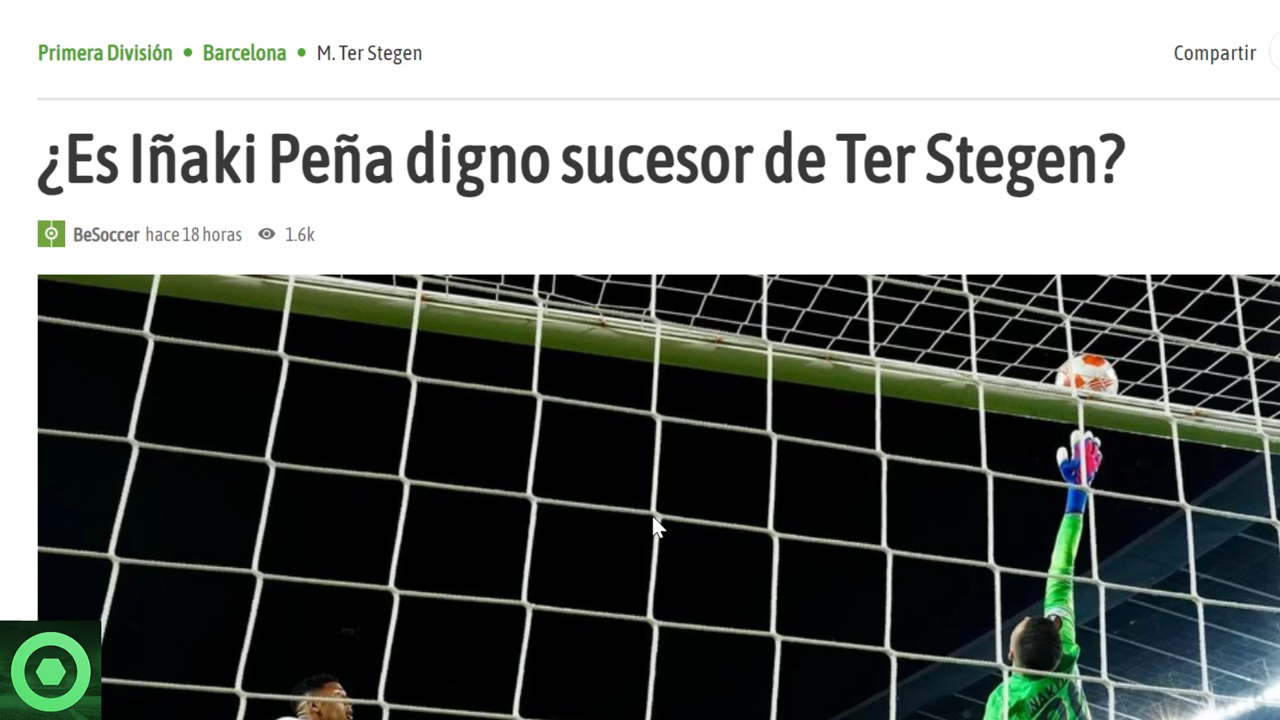 Primera División • Barcelona • M. Ter Stegen
Compartir
¿Es Iñaki Peña digno sucesor de Ter Stegen?
BeSoccer hace 18 horas 1.6k